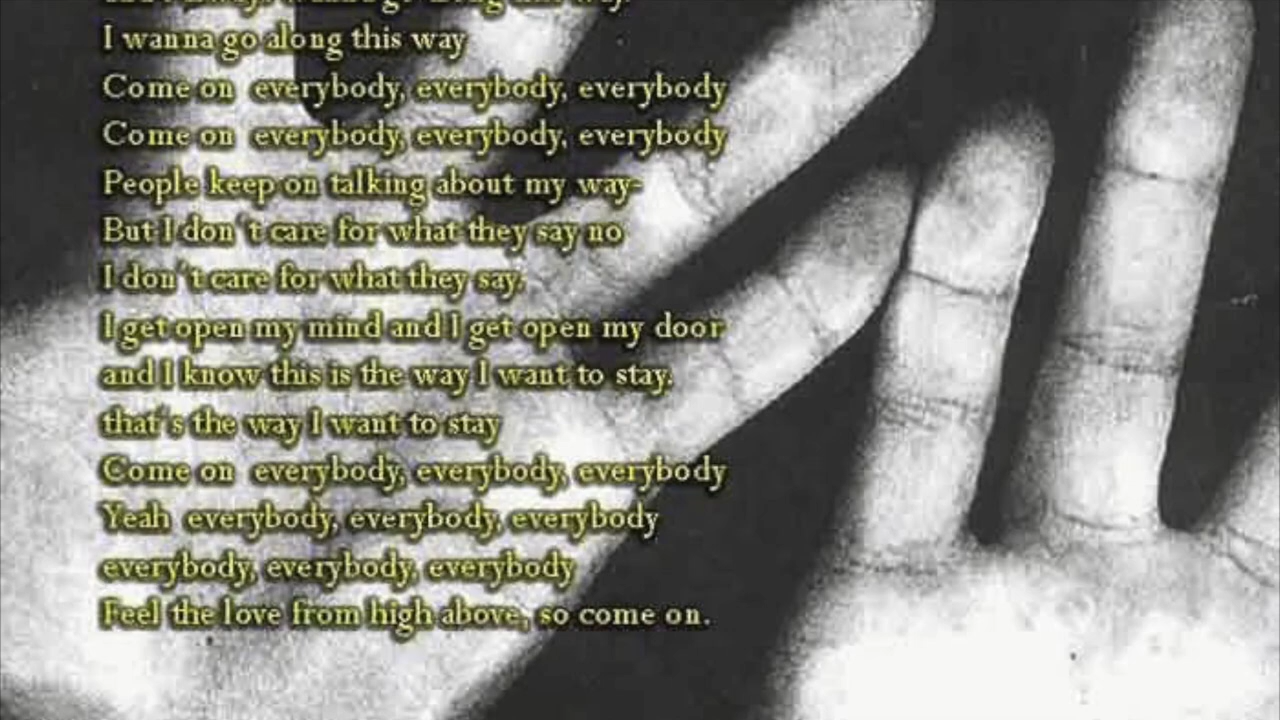 I wanna go along this way
Come on everybody, everybody, everybody
Come on everybody, everybody, everybody
People keep on talking about my way-
But I don't care for what they say no
I don't care for what they say.
I get open my mind and I get open my door
and I know this is the way I want to stay.
that's the way I want to stay
Come on everybody, everybody, everybody
Yeah everybody, everybody, everybody
everybody, everybody, everybody
Feel the love from high above, so come on.